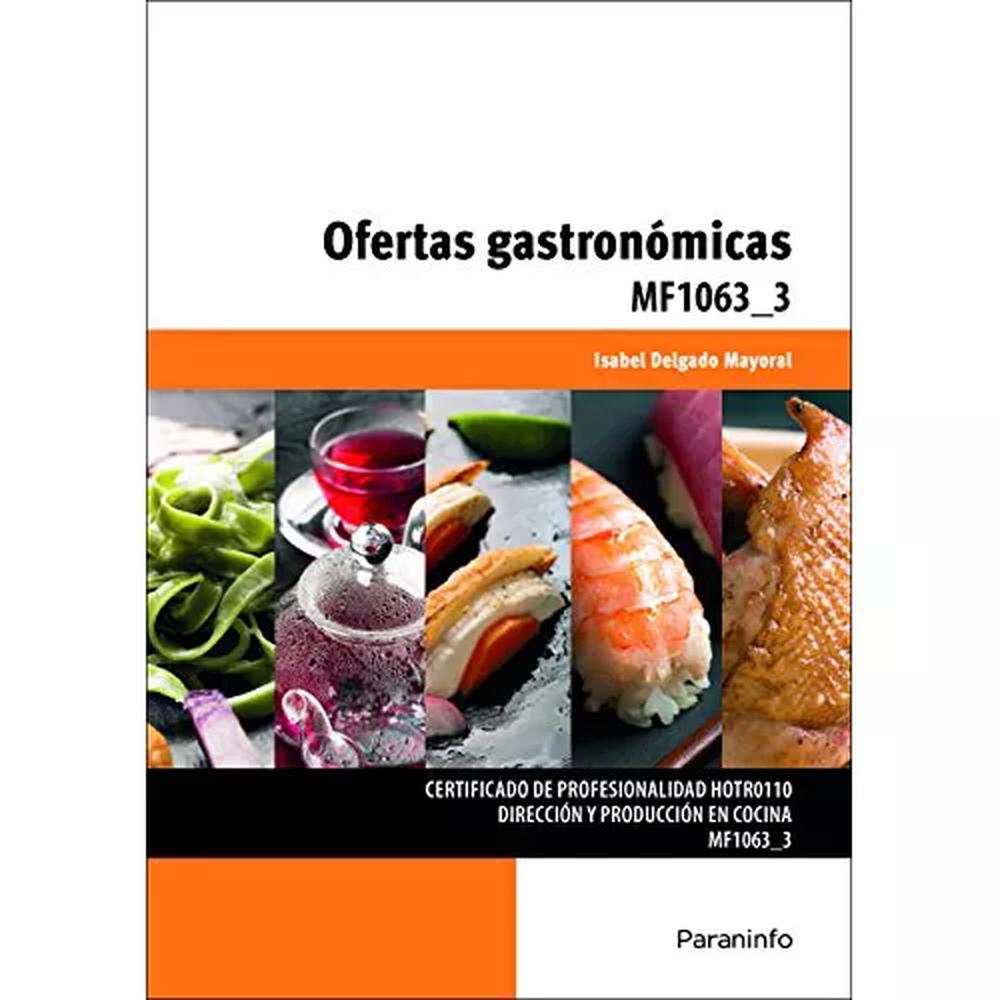 Ofertas gastronómicas
MF1063_3
Isabel Delgado Mayoral
CERTIFICADO DE PROFESIONALIDAD HOTR0110
DIRECCIÓN Y PRODUCCIÓN EN COCINA
MF1063_3
Paraninfo